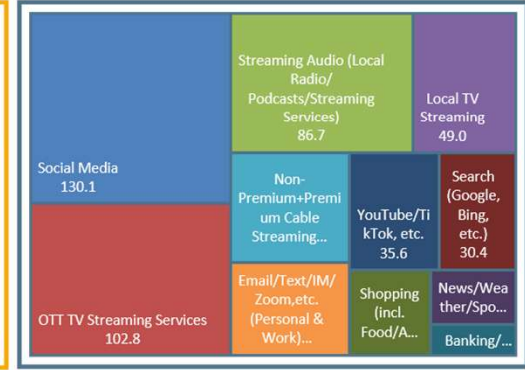 Social Media
130.1
OTT TV Streaming Services
102.8
Streaming Audio (Local
Radio/
Podcasts/Streaming
Services)
86.7
Local TV
Streaming
49.0
Non-
Premium+Premi
um Cable
Streaming...
YouTube/Ti
kTok, etc.
35.6
Search
(Google,
Bing,
etc.)
30.4
Email/Text/IM/
Zoom,etc.
(Personal &
Work)...
Shopping
(incl.
Food/A...
News/Wea
ther/Spo...
Banking/...